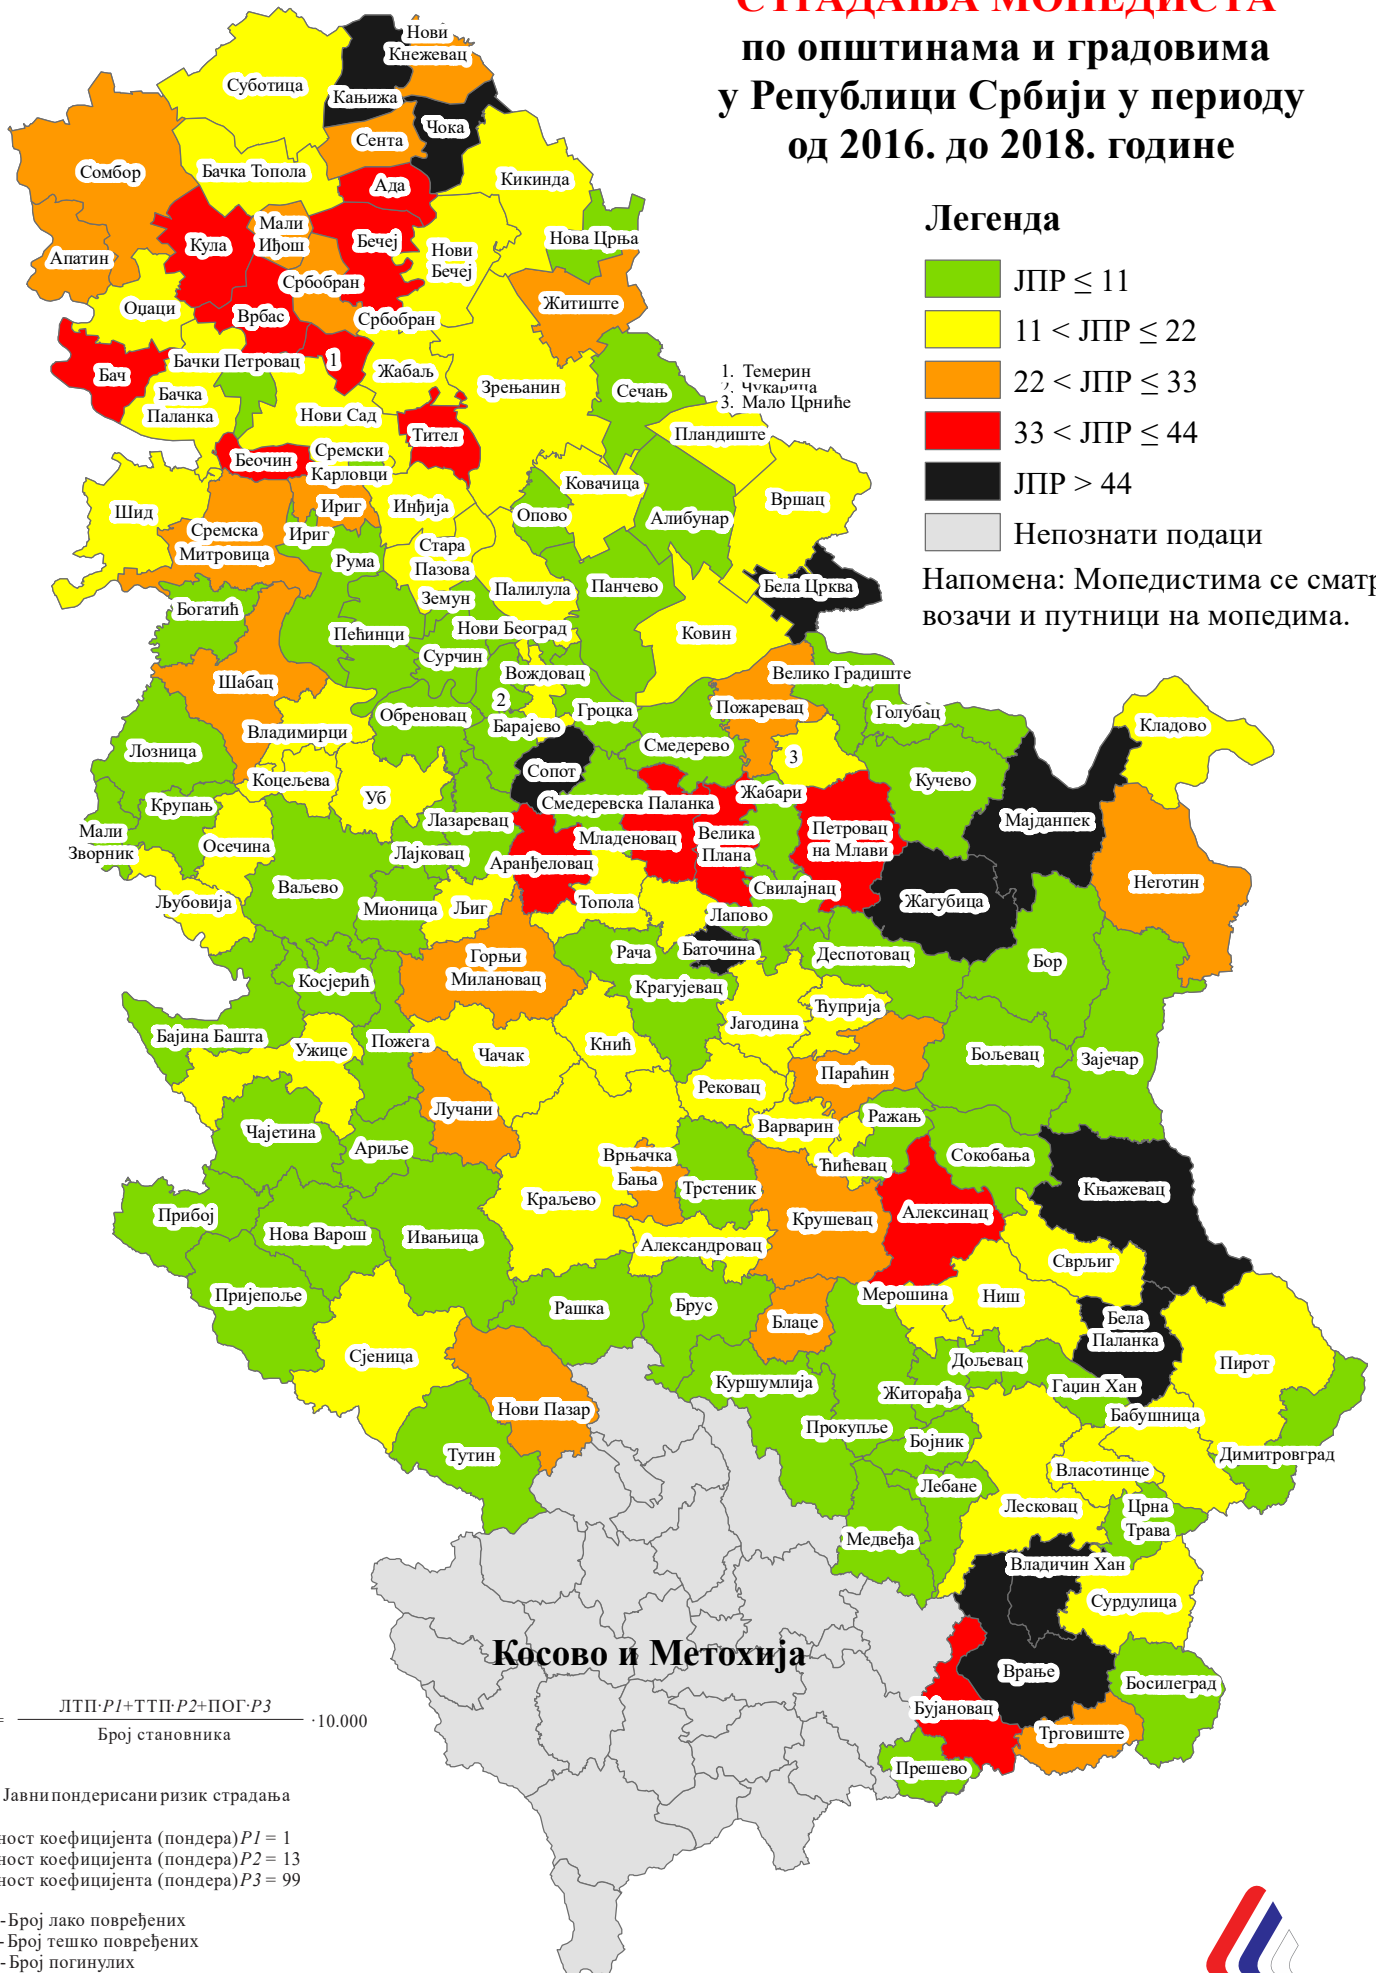 СТРАДАЊА МОПЕДИСТА
по општинама и градовима
у Републици Србији у периоду
од 2016. до 2018. године
Легенда
ЈПР ≤ 11
11 < ЈПР ≤ 22
22 < ЈПР ≤ 33
33 < ЈПР ≤ 44
ЈПР > 44
Непознати подаци
Напомена: Мопедистима се сматр
возачи и путници на мопедима.
1. Темерин
2. Чукарица
3. Мало Црниће
Суботица
Нови
Кнежевац
Кањижа
Чока
Сента
Сомбор
Бачка Топола
Ада
Кикинда
Апатин
Кула
Мали
Иђош
Бечеј
Нови
Бечеј
Нова Црња
Србобран
Оџаци
Врбас
Србобран
Житиште
Бач
Бачки Петровац
1
Жабаљ
Зрењанин
Сечањ
Бачка
Паланка
Нови Сад
Тител
Пландиште
Беочин
Сремски
Карловци
Ковачица
Вршац
Шид
Ириг
Инђија
Опово
Алибунар
Сремска
Митровица
Ириг
Рума
Стара
Пазова
Земун
Палилула
Панчево
Бела Црква
Богатић
Пећинци
Нови Београд
Ковин
Сурчин
Шабац
Вождовац
Велико Градиште
2
Обреновац
Барајево
Гроцка
Пожаревац
Голубац
Кладово
Владимирци
Лозница
Смедерево
3
Коцељева
Сопот
Кучево
Уб
Жабари
Крупањ
Смедеревска Паланка
Мали
Зворник
Лазаревац
Мајданпек
Осечина
Лајковац
Младеновац
Велика
Плана
Петровац
на Млави
Аранђеловац
Ваљево
Свилајнац
Неготин
Љубовија
Мионица
Љиг
Топола
Лапово
Жагубица
Горњи
Милановац
Рача
Баточина
Деспотовац
Бор
Косјерић
Крагујевац
Бајина Башта
Ужице
Пожега
Чачак
Кнић
Јагодина
Ћуприја
Бољевац
Зајечар
Параћин
Рековац
Лучани
Ражањ
Чајетина
Ариље
Варварин
Сокобања
Врњачка
Бања
Ћићевац
Трстеник
Краљево
Књажевац
Прибој
Нова Варош
Ивањица
Крушевац
Алексинац
Александровац
Сврљиг
Пријепоље
Рашка
Брус
Блаце
Мерошина
Ниш
Бела
Паланка
Сјеница
Пирот
Дољевац
Куршумлија
Житорађа
Гаџин Хан
Нови Пазар
Бабушница
Прокупље
Бојник
Тутин
Димитровград
Власотинце
Лебане
Лесковац
Црна
Трава
Медвеђа
Владичин Хан
Сурдулица
Косово и Метохија
Врање
Босилеград
Бујановац
Трговиште
Прешево
= ЛТП·P1+ТТП·P2+ПОГ·P3 ·10.000
Број становника
Јавни пондерисани ризик страдања
ност коефицијента (пондера) P1 = 1
ност коефицијента (пондера) P2 = 13
ност коефицијента (пондера) P3 = 99
- Број лако повређених
- Број тешко повређених
- Број погинулих